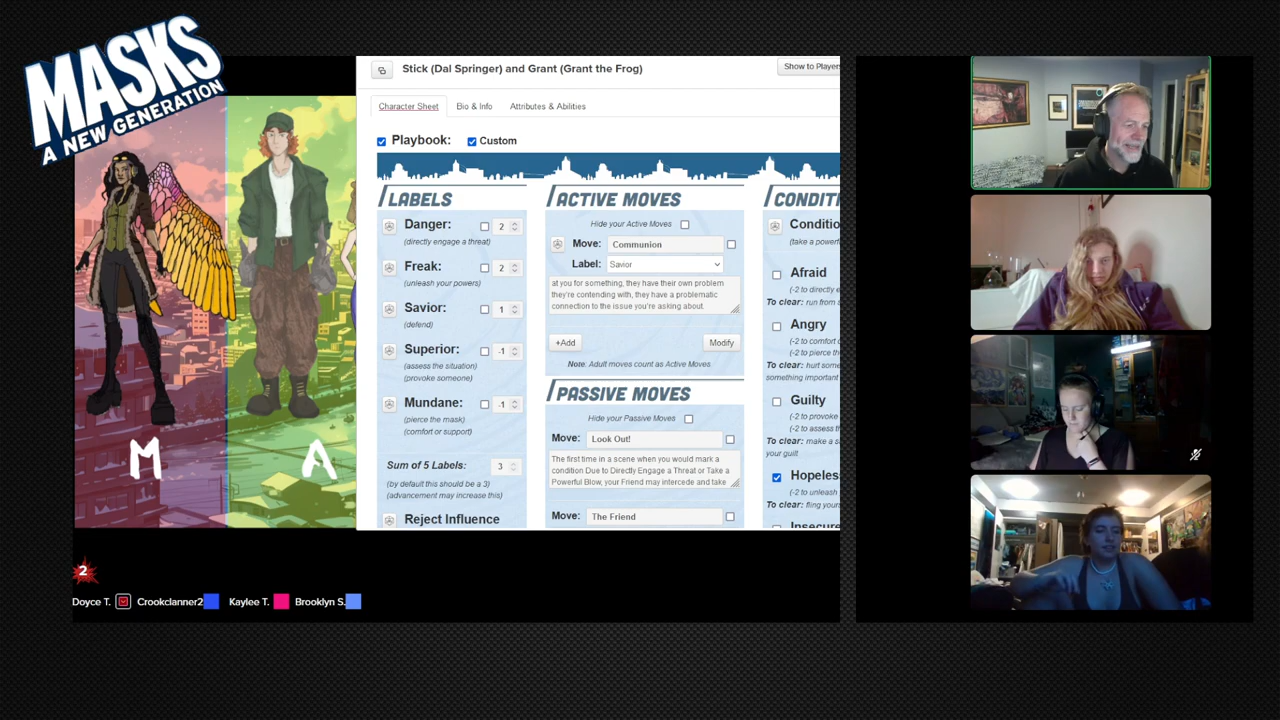 MASKS
A NEW GENERATION
M
A
Stick (Dal Springer) and Grant (Grant the Frog)
Show to Players
Character Sheet
Bio & Info
Attributes & Abilities
Playbook:
Custom
LABELS
Danger:
2
(directly engage a threat)
Freak:
2
(unleash your powers)
Savior:
1
(defend)
Superior:
-1
(assess the situation)
(provoke someone)
Mundane:
-1
(pierce the mask)
(comfort or support)
Sum of 5 Labels:
3
(by default this should be a 3)
(advancement may increase this)
Reject Influence
ACTIVE MOVES
Hide your Active Moves
Move:
Communion
Label:
Savior
at you for something, they have their own problem
they're contending with, they have a problematic
connection to the issue you're asking about.
+Add
Modify
Note: Adult moves count as Active Moves
PASSIVE MOVES
Hide your Passive Moves
Move:
Look Out!
The first time in a scene when you would mark a
condition Due to Directly Engage a Threat or Take a
Powerful Blow, your Friend may intercede and take
Move:
The Friend
CONDITI
Conditio
(take a powerf
Afraid
(-2 to directly e
To clear: run from s
Angry
(-2 to comfort o
(-2 to pierce th
To clear: hurt some
something important
Guilty
(-2 to provoke
(-2 to assess th
To clear: make a s
your guilt
Hopeles
(-2 to unleash
To clear: fling yours
Insecure
2
Doyce T.
Crookclanner2
Kaylee T.
Brooklyn S.